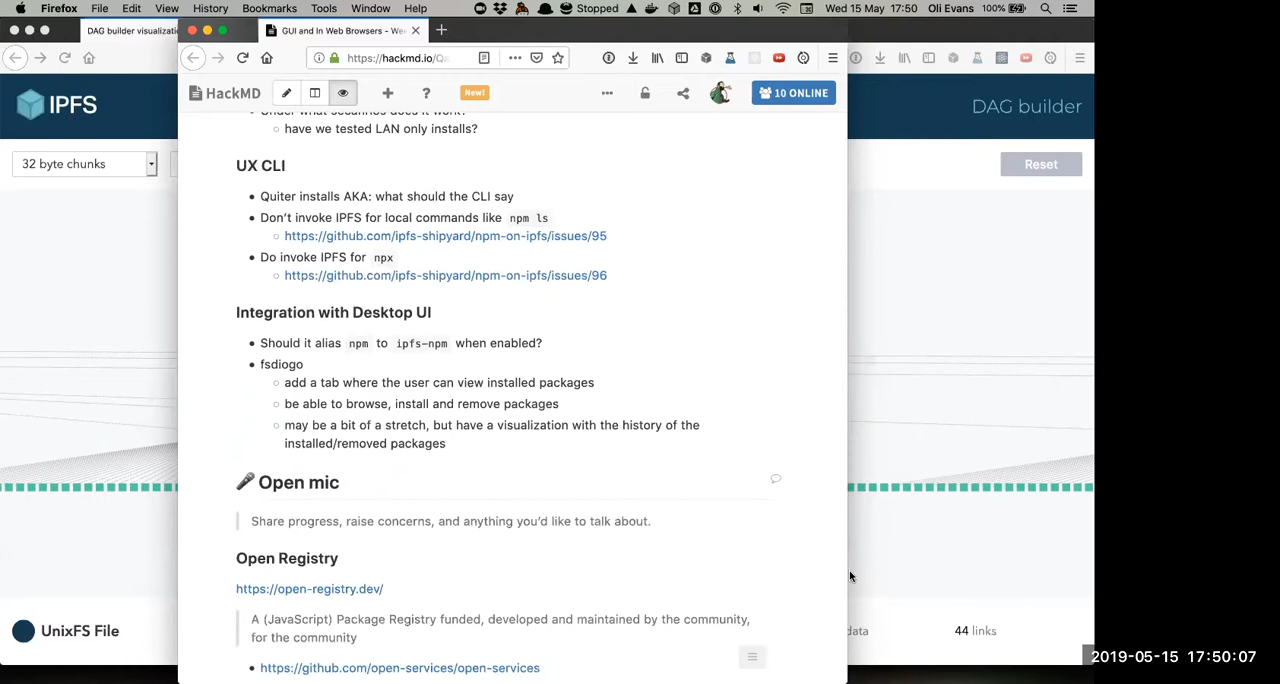 Firefox File Edit View History Bookmarks Tools Window Help Stopped Wed 15 May 17:50 Oli Evans 100%
DAG builder visualizati
GUI and In Web Browsers - We
https://hackmd.io/Q
HackMD
?
New!
10 ONLINE
IPFS
DAG builder
32 byte chunks
Reset
Under what securities does it work?
have we tested LAN only installs?
UX CLI
Quiter installs AKA: what should the CLI say
Don't invoke IPFS for local commands like npm ls
https://github.com/ipfs-shipyard/npm-on-ipfs/issues/95
Do invoke IPFS for npx
https://github.com/ipfs-shipyard/npm-on-ipfs/issues/96
Integration with Desktop UI
Should it alias npm to ipfs-npm when enabled?
fsdiogo
add a tab where the user can view installed packages
be able to browse, install and remove packages
may be a bit of a stretch, but have a visualization with the history of the
installed/removed packages
Open mic
Share progress, raise concerns, and anything you'd like to talk about.
Open Registry
https://open-registry.dev/
A (JavaScript) Package Registry funded, developed and maintained by the community,
for the community
https://github.com/open-services/open-services
UnixFS File
data
44 links
2019-05-15 17:50:07